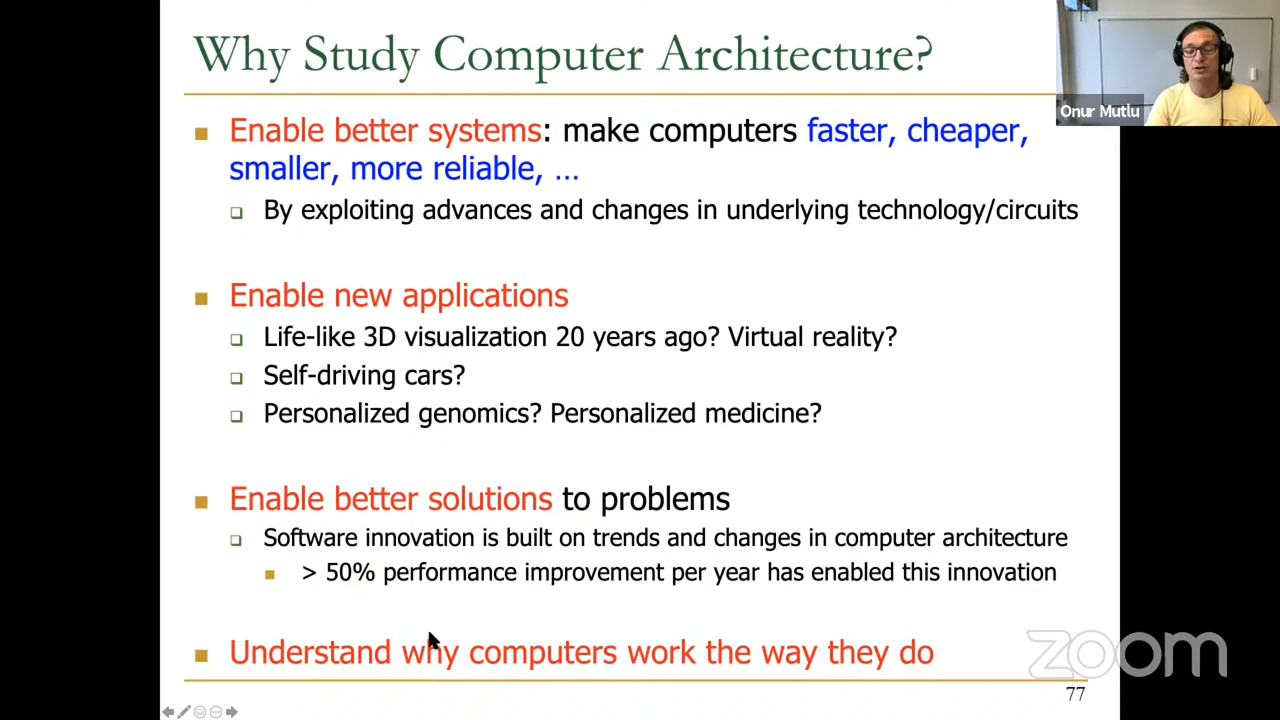 Why Study Computer Architecture?
Onur Mutlu
Enable better systems: make computers faster, cheaper,
smaller, more reliable, …
By exploiting advances and changes in underlying technology/circuits
Enable new applications
Life-like 3D visualization 20 years ago? Virtual reality?
Self-driving cars?
Personalized genomics? Personalized medicine?
Enable better solutions to problems
Software innovation is built on trends and changes in computer architecture
> 50% performance improvement per year has enabled this innovation
Understand why computers work the way they do
zoom
77